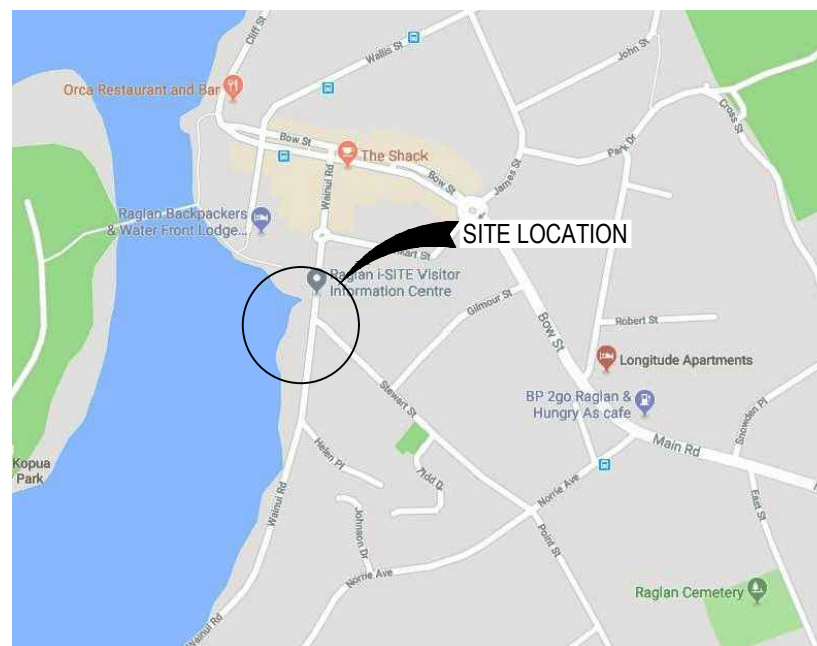 Cliff St
Wallis St
John St
Orca Restaurant and Bar
Cross St
Bow St
The Shack
Park Dr
Wainui Rd
Bow St
James St
Raglan Backpackers
& Water Front Lodge...
SITE LOCATION
Raglan i-SITE Visitor
Information Centre
Gilmour St
Bow St
Robert St
Longitude Apartments
Stewart St
BP 2go Raglan &
Hungry As cafe
Snowden Pl
Main Rd
Helen Pl
Kopua
Park
Wainui Rd
Norrie Ave
East St
Johnson Dr
Point St
Norrie Ave
Raglan Cemetery
Wainui Rd